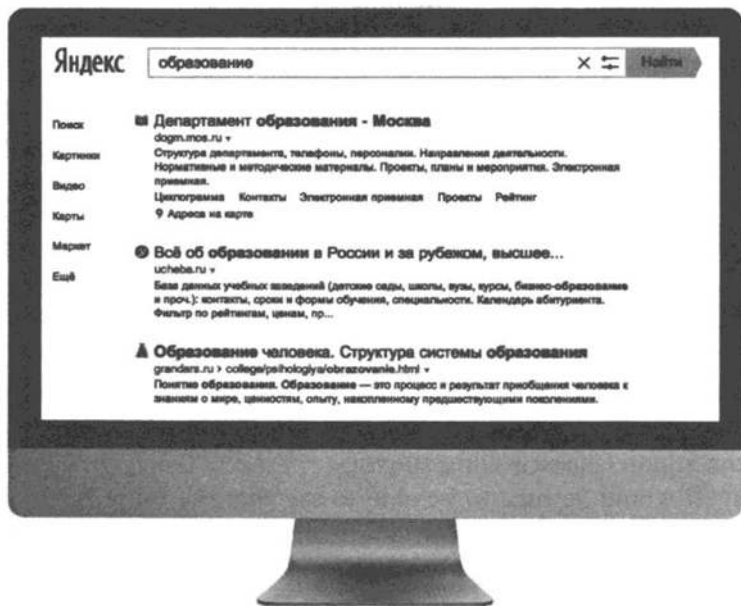 Яндекс
образование
Найти
Поиск
Картинки
Видео
Карты
Маркет
Ещё
Департамент образования - Москва
dogm.mos.ru
Структура департамента, телефоны, персоналии. Направления деятельности.
Нормативные и методические материалы. Проекты, планы и мероприятия. Электронная
приемная.
Циклограмма Контакты Электронная приемная Проекты Рейтинг
Адреса на карте
Всё об образовании в России и за рубежом, высшее...
ucheba.ru
База данных учебных заведений (детские сады, школы, вузы, курсы, бизнес-образование
и проч.): контакты, сроки и формы обучения, специальности. Календарь абитуриента.
Фильтр по рейтингам, ценам, пр...
Образование человека. Структура системы образования
grandars.ru › college/psihologiya/obrazovanie.html
Понятие образования. Образование — это процесс и результат приобщения человека к
знаниям о мире, ценностям, опыту, накопленному предшествующими поколениями.